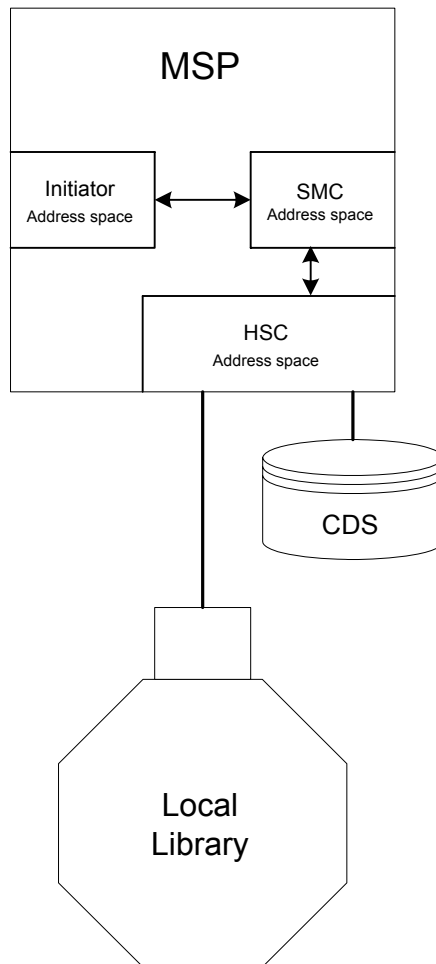 MSP
Initiator
Address space
SMC
Address space
HSC
Address space
CDS
Local
Library